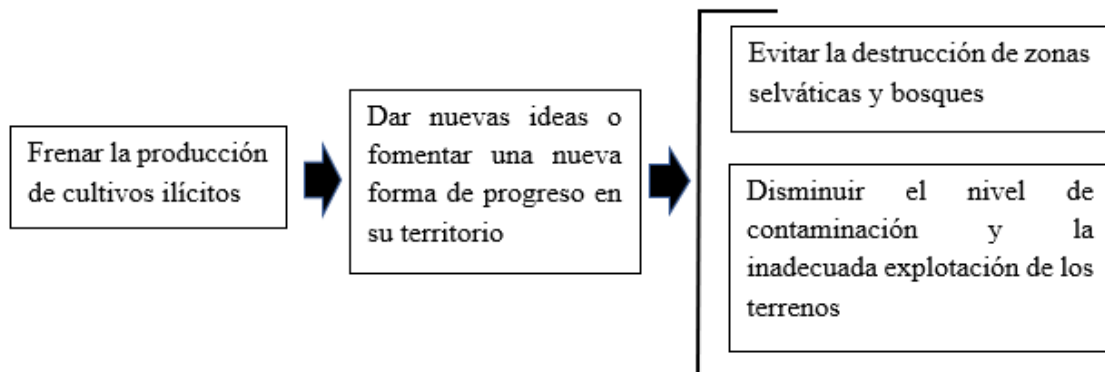 Frenar la producción
de cultivos ilícitos
Dar nuevas ideas o
fomentar una nueva
forma de progreso en
su territorio
Evitar la destrucción de zonas
selváticas y bosques
Disminuir el nivel de
contaminación y la
inadecuada explotación de los
terrenos